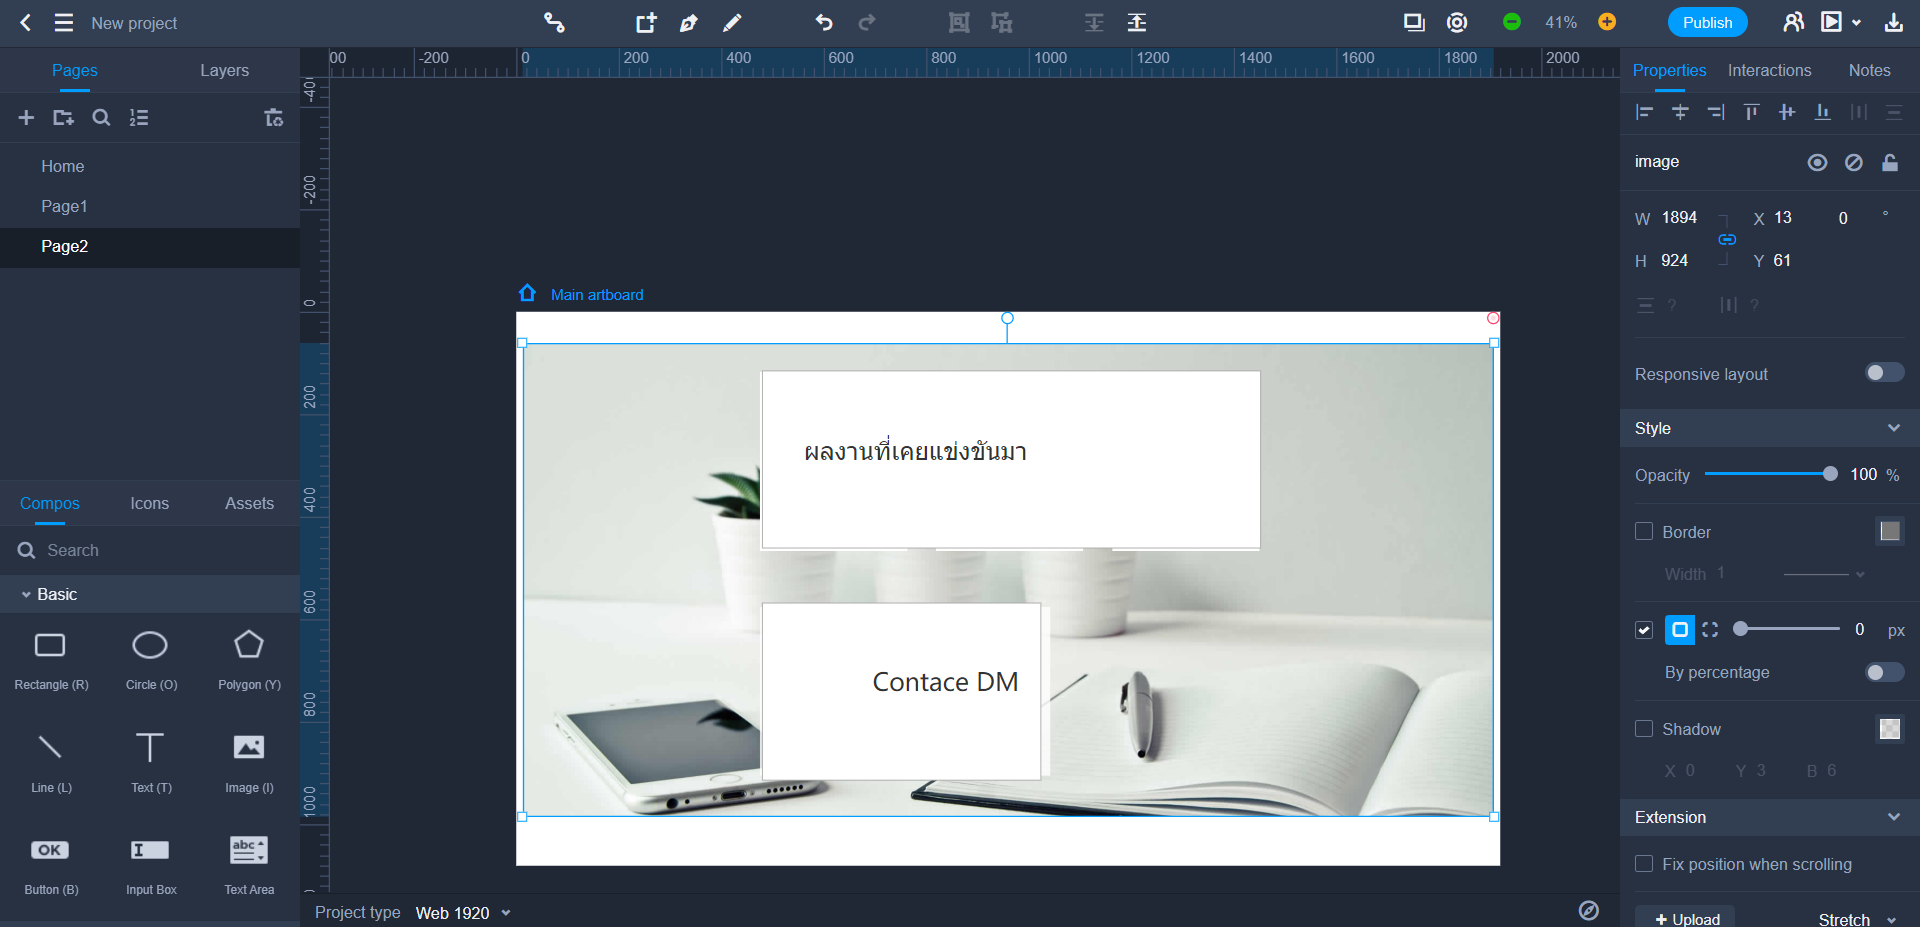 New project
41%
Publish
Pages
Layers
Home
Page1
Page2
Compos
Icons
Assets
Search
Basic
Rectangle (R)
Circle (O)
Polygon (Y)
Line (L)
Text (T)
Image (I)
OK
abc
Button (B)
Input Box
Text Area
00
-200
0
200
400
600
800
1000
1200
1400
1600
1800
2000
-400
-200
0
200
400
600
800
1000
Main artboard
ผลงานที่เคยแข่งขันมา
Contace DM
Project type Web 1920
Properties
Interactions
Notes
image
W 1894
X 13
0 °
H 924
Y 61
?
?
Responsive layout
Style
Opacity
100 %
Border
Width 1
0 px
By percentage
Shadow
X 0
Y 3
B 6
Extension
Fix position when scrolling
+ Upload
Stretch